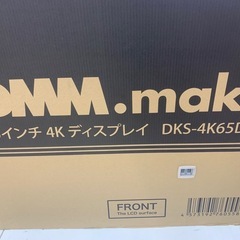 DMM.mak
インチ 4K ディスプレイ DKS-4K65D
FRONT
The LCD surface